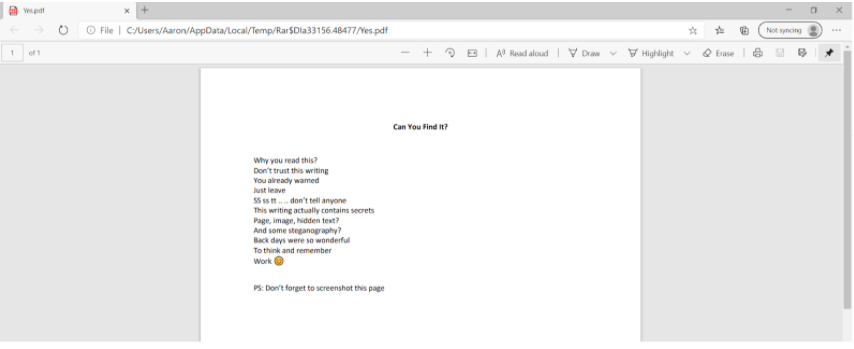 Yes.pdf
File | C:/Users/Aaron/AppData/Local/Temp/Rar$DIa33156.48477/Yes.pdf
Not syncing
1 of 1
Read aloud | Draw Highlight Erase
Can You Find It?
Why you read this?
Don't trust this writing
You already warned
Just leave
SS ss tt .. .. don't tell anyone
This writing actually contains secrets
Page, image, hidden text?
And some steganography?
Back days were so wonderful
To think and remember
Work 😊
PS: Don't forget to screenshot this page